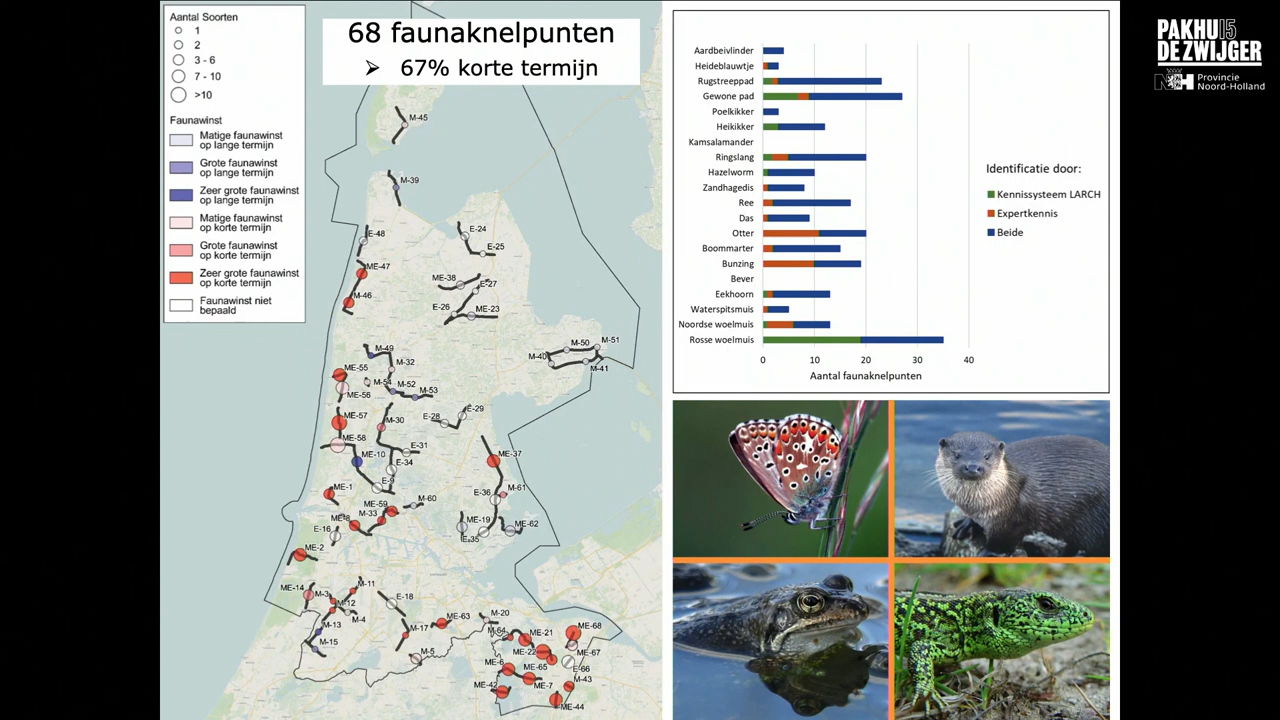 Aantal Soorten
1
2
3 - 6
7 - 10
>10
Faunawinst
Matige faunawinst
op lange termijn
Grote faunawinst
op lange termijn
Zeer grote faunawinst
op lange termijn
Matige faunawinst
op korte termijn
Grote faunawinst
op korte termijn
Zeer grote faunawinst
op korte termijn
Faunawinst niet
bepaald
68 faunaknelpunten
➢ 67% korte termijn
M-45
M-39
E-48
E-24
E-25
ME-47
ME-38
E-27
M-46
E-26
ME-23
M-49
M-50
M-51
M-40
M-41
M-32
ME-55
M-54
M-52
M-53
ME-56
ME-57
M-30
E-28
E-29
ME-58
E-31
ME-10
E-34
ME-37
E-9
ME-1
E-36
M-61
ME-59
M-60
ME-8
M-33
E-16
ME-19
ME-62
E-35
ME-2
ME-14
M-3
M-11
M-12
M-4
E-18
M-13
M-15
M-17
ME-63
M-20
M-5
M-64
ME-21
ME-68
ME-22
ME-67
ME-6
ME-65
E-66
ME-42
ME-7
M-43
ME-44
Aardbeivlinder
Heideblauwtje
Rugstreeppad
Gewone pad
Poelkikker
Heikikker
Kamsalamander
Ringslang
Hazelworm
Zandhagedis
Ree
Das
Otter
Boommarter
Bunzing
Bever
Eekhoorn
Waterspitsmuis
Noordse woelmuis
Rosse woelmuis
0 10 20 30 40
Aantal faunaknelpunten
Identificatie door:
Kennissysteem LARCH
Expertkennis
Beide
PAKHUIS
DE ZWIJGER
Provincie
Noord-Holland